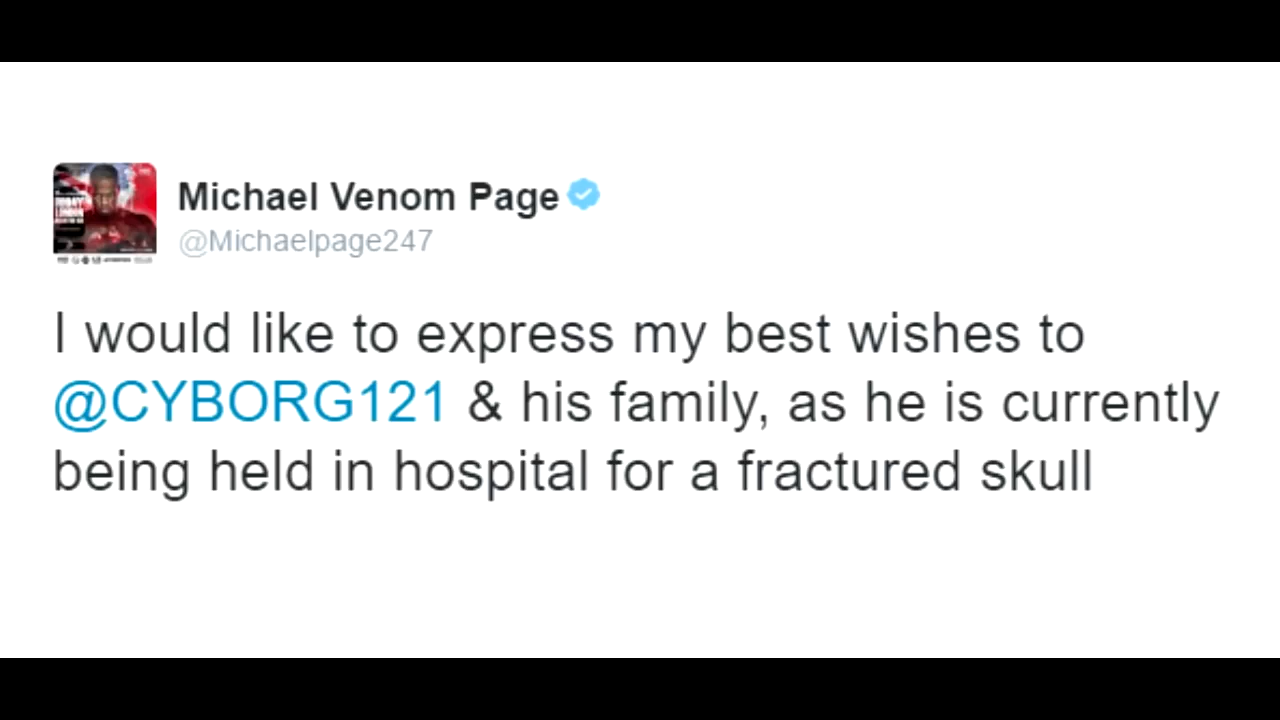 Michael Venom Page
@Michaelpage247
I would like to express my best wishes to
@CYBORG121 & his family, as he is currently
being held in hospital for a fractured skull